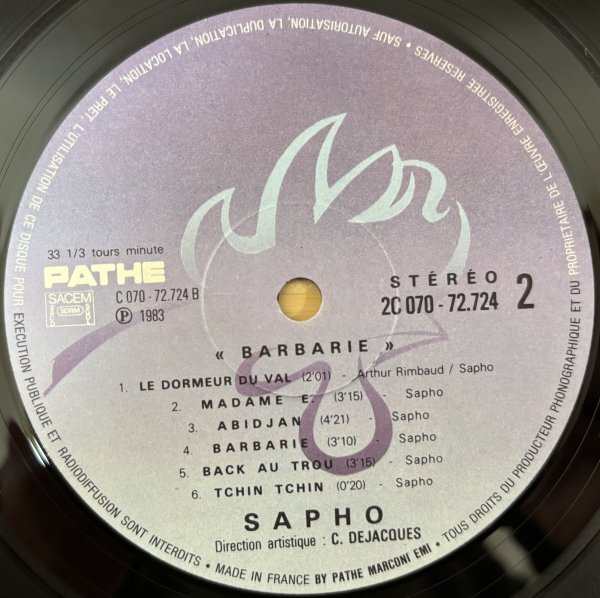 33 1/3 tours minute
PATHE
SACEM
SDRM
C 070 - 72.724 B
Ⓟ 1983
STÉRÉO
2C 070 - 72.724
2
« BARBARIE »
1. LE DORMEUR DU VAL (2'01) - Arthur Rimbaud / Sapho
2. MADAME E. (3'15) - Sapho
3. ABIDJAN (4'21) - Sapho
4. BARBARIE (3'10) - Sapho
5. BACK AU TROU (3'15) - Sapho
6. TCHIN TCHIN (0'20) - Sapho
SAPHO
Direction artistique : C. DEJACQUES
• TOUS DROITS DU PRODUCTEUR PHONOGRAPHIQUE ET DU PROPRIETAIRE DE L'ŒUVRE ENREGISTREE RESERVES • SAUF AUTORISATION, LA DUPLICATION, LA LOCATION, LE PRET, L'UTILISATION DE CE DISQUE POUR EXECUTION PUBLIQUE ET RADIODIFFUSION SONT INTERDITS • MADE IN FRANCE BY PATHE MARCONI EMI